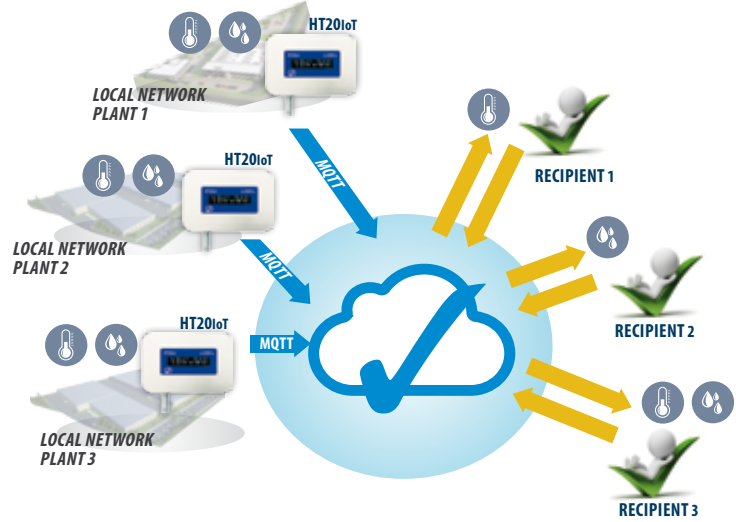 HT20IoT
LOCAL NETWORK
PLANT 1
MQTT
HT20IoT
LOCAL NETWORK
PLANT 2
MQTT
HT20IoT
LOCAL NETWORK
PLANT 3
MQTT
RECIPIENT 1
RECIPIENT 2
RECIPIENT 3